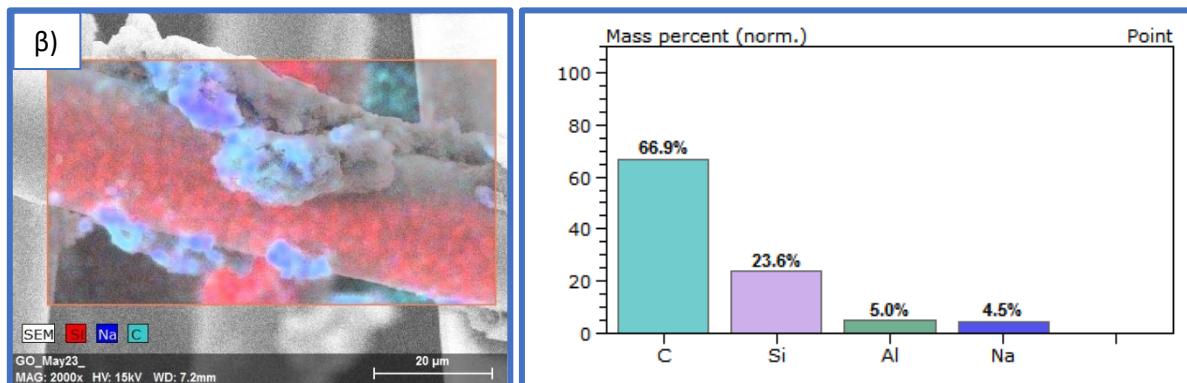 β)
SEM Si Na C
GO_May23_
MAG: 2000x HV: 15kV WD: 7.2mm
20 µm
Mass percent (norm.) Point
100
80
60
40
20
0
66.9%
23.6%
5.0%
4.5%
C Si Al Na